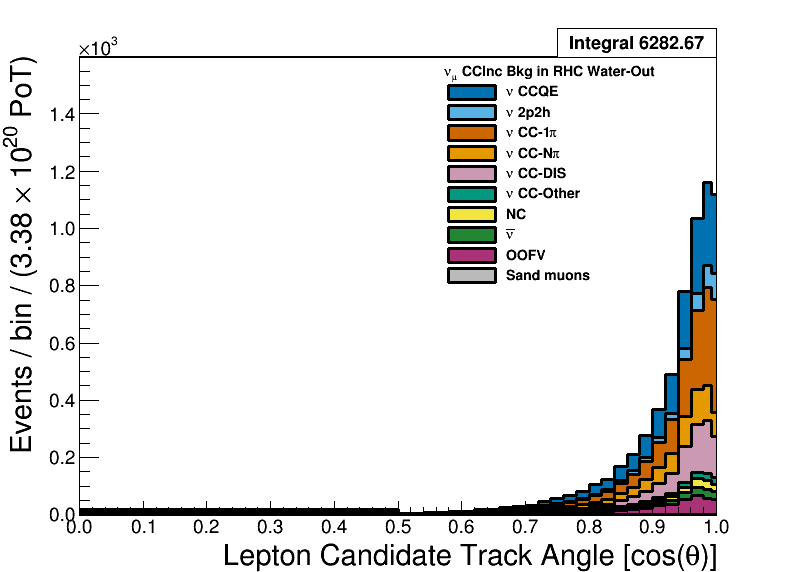 Integral 6282.67
×10³
ν_μ CCInc Bkg in RHC Water-Out
ν CCQE
ν 2p2h
ν CC-1π
ν CC-Nπ
ν CC-DIS
ν CC-Other
NC
ν̅
OOFV
Sand muons
Events / bin / (3.38 × 10²⁰ PoT)
1.4
1.2
1.0
0.8
0.6
0.4
0.2
0.0
0.0 0.1 0.2 0.3 0.4 0.5 0.6 0.7 0.8 0.9 1.0
Lepton Candidate Track Angle [cos(θ)]